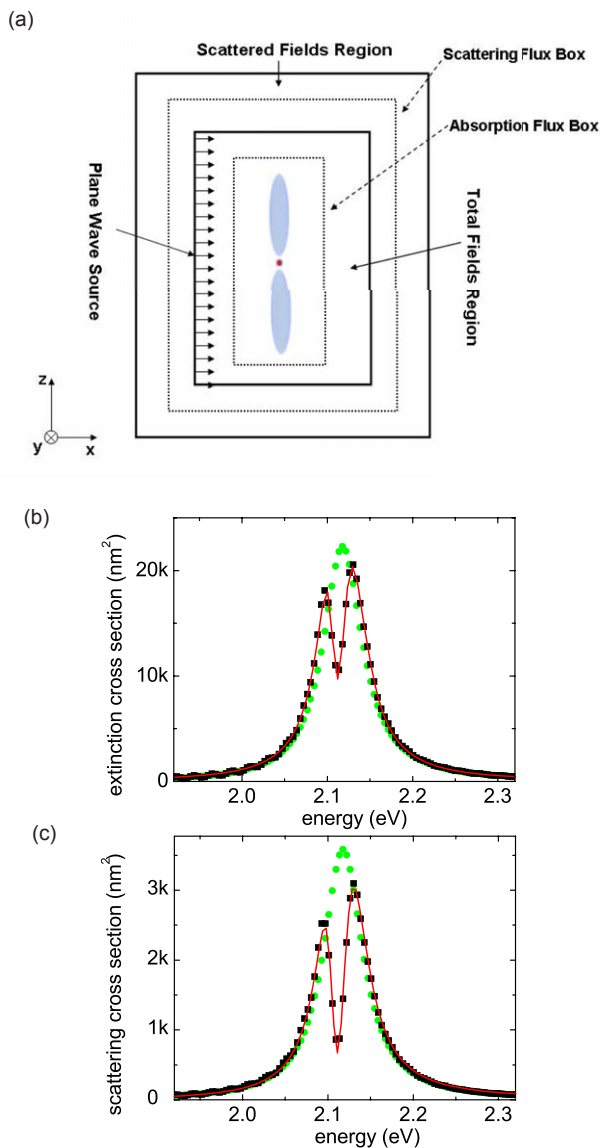 (a)
Scattered Fields Region
Scattering Flux Box
Absorption Flux Box
Plane Wave Source
Total Fields Region
z
y
x
(b)
extinction cross section (nm²)
20k
10k
0
2.0 2.1 2.2 2.3
energy (eV)
(c)
scattering cross section (nm²)
3k
2k
1k
0
2.0 2.1 2.2 2.3
energy (eV)